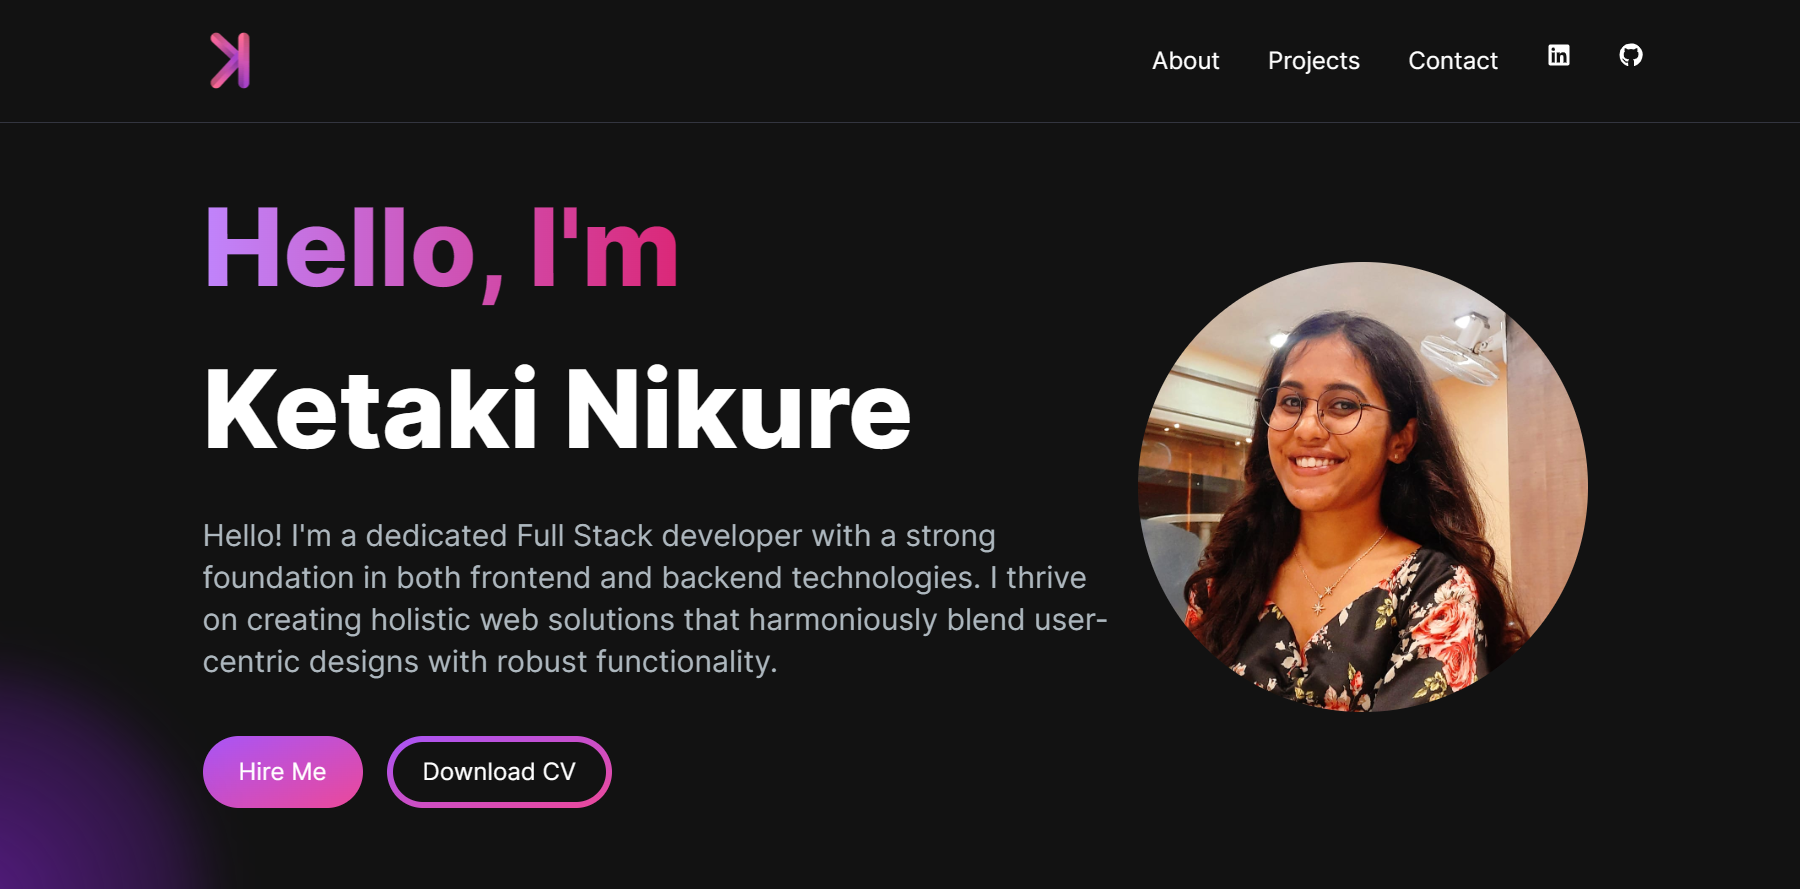 About Projects Contact
Hello, I'm
Ketaki Nikure
Hello! I'm a dedicated Full Stack developer with a strong
foundation in both frontend and backend technologies. I thrive
on creating holistic web solutions that harmoniously blend user-
centric designs with robust functionality.
Hire Me Download CV